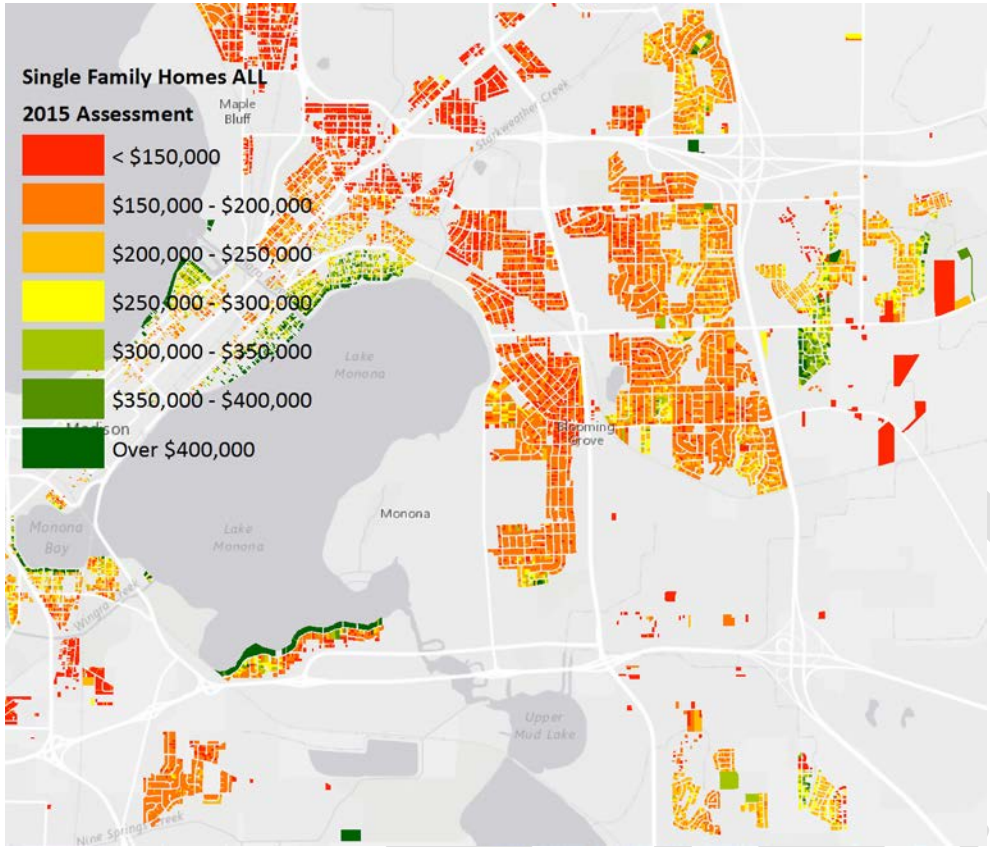 Single Family Homes ALL
2015 Assessment
Maple
Bluff
< $150,000
$150,000 - $200,000
$200,000 - $250,000
$250,000 - $300,000
$300,000 - $350,000
$350,000 - $400,000
Over $400,000
Starkweather Creek
Lake
Monona
Madison
Blooming
Grove
Monona
Monona
Bay
Lake
Monona
Wingra Creek
Upper
Mud Lake
Nine Springs Creek